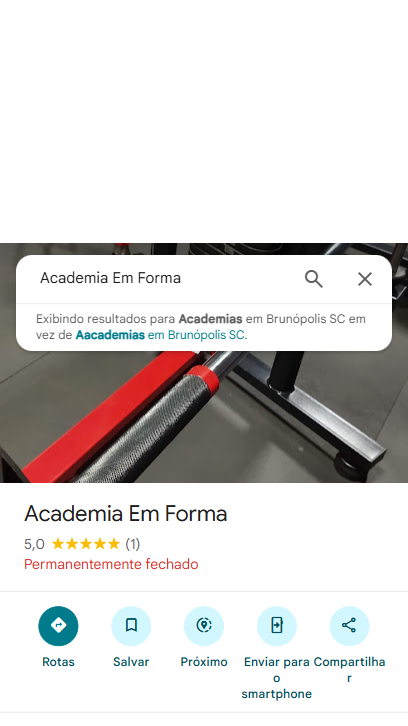 Academia Em Forma
Exibindo resultados para Academias em Brunópolis SC em
vez de Aacademias em Brunópolis SC.
Academia Em Forma
5,0 (1)
Permanentemente fechado
Rotas
Salvar
Próximo
Enviar para
o
smartphone
Compartilha
r